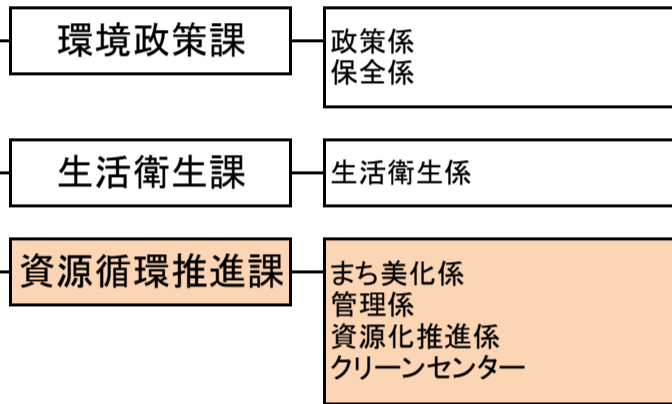 環境政策課
政策係
保全係
生活衛生課
生活衛生係
資源循環推進課
まち美化係
管理係
資源化推進係
クリーンセンター